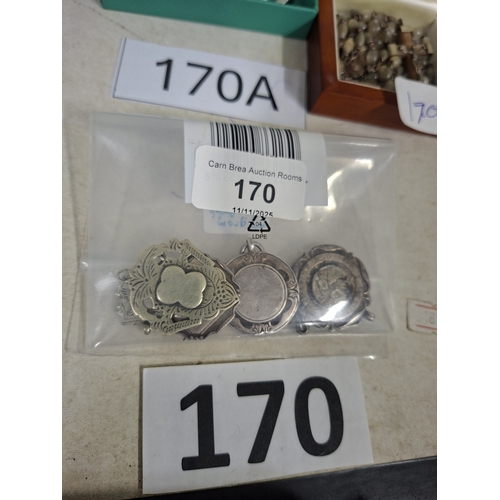 170A
Carn Brea Auction Rooms
170
11/11/2025
LDPE
170